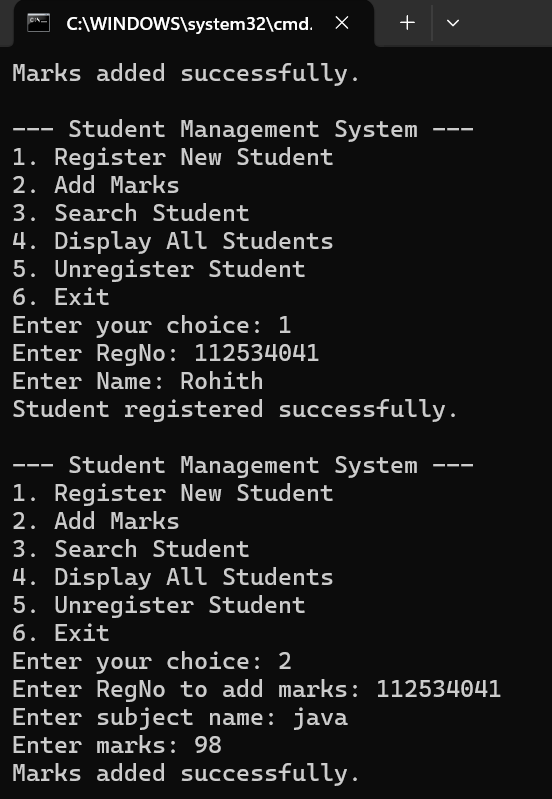 C:\WINDOWS\system32\cmd.
Marks added successfully.
--- Student Management System ---
1. Register New Student
2. Add Marks
3. Search Student
4. Display All Students
5. Unregister Student
6. Exit
Enter your choice: 1
Enter RegNo: 112534041
Enter Name: Rohith
Student registered successfully.
--- Student Management System ---
1. Register New Student
2. Add Marks
3. Search Student
4. Display All Students
5. Unregister Student
6. Exit
Enter your choice: 2
Enter RegNo to add marks: 112534041
Enter subject name: java
Enter marks: 98
Marks added successfully.